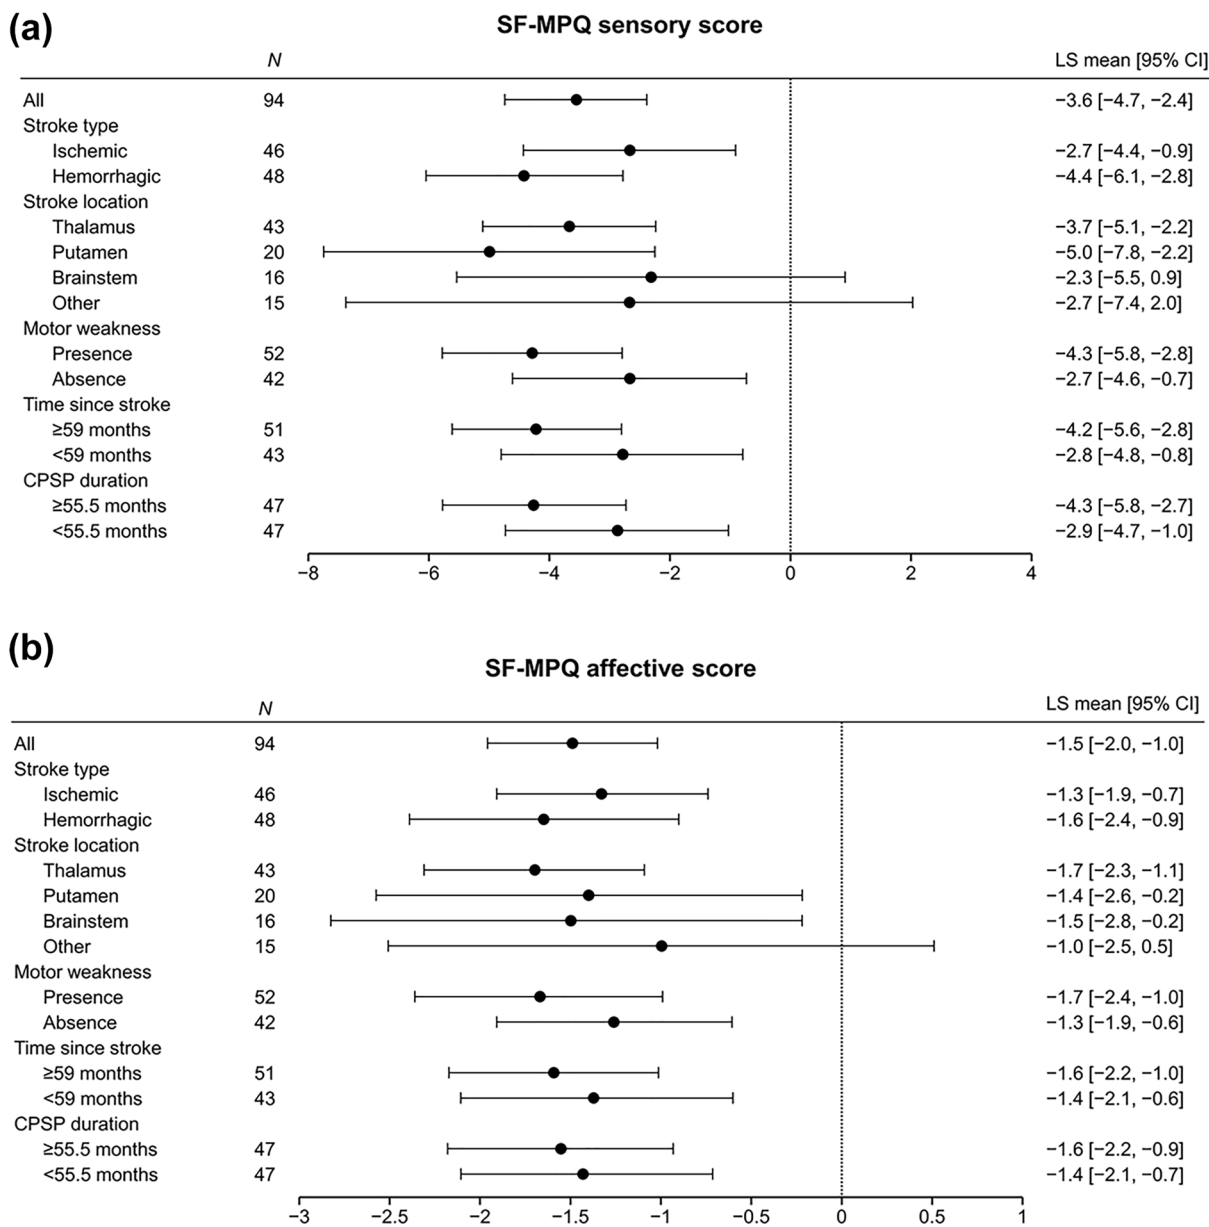 (a)
SF-MPQ sensory score
N LS mean [95% CI]
All 94 −3.6 [−4.7, −2.4]
Stroke type
Ischemic 46 −2.7 [−4.4, −0.9]
Hemorrhagic 48 −4.4 [−6.1, −2.8]
Stroke location
Thalamus 43 −3.7 [−5.1, −2.2]
Putamen 20 −5.0 [−7.8, −2.2]
Brainstem 16 −2.3 [−5.5, 0.9]
Other 15 −2.7 [−7.4, 2.0]
Motor weakness
Presence 52 −4.3 [−5.8, −2.8]
Absence 42 −2.7 [−4.6, −0.7]
Time since stroke
≥59 months 51 −4.2 [−5.6, −2.8]
<59 months 43 −2.8 [−4.8, −0.8]
CPSP duration
≥55.5 months 47 −4.3 [−5.8, −2.7]
<55.5 months 47 −2.9 [−4.7, −1.0]
−8 −6 −4 −2 0 2 4
(b)
SF-MPQ affective score
N LS mean [95% CI]
All 94 −1.5 [−2.0, −1.0]
Stroke type
Ischemic 46 −1.3 [−1.9, −0.7]
Hemorrhagic 48 −1.6 [−2.4, −0.9]
Stroke location
Thalamus 43 −1.7 [−2.3, −1.1]
Putamen 20 −1.4 [−2.6, −0.2]
Brainstem 16 −1.5 [−2.8, −0.2]
Other 15 −1.0 [−2.5, 0.5]
Motor weakness
Presence 52 −1.7 [−2.4, −1.0]
Absence 42 −1.3 [−1.9, −0.6]
Time since stroke
≥59 months 51 −1.6 [−2.2, −1.0]
<59 months 43 −1.4 [−2.1, −0.6]
CPSP duration
≥55.5 months 47 −1.6 [−2.2, −0.9]
<55.5 months 47 −1.4 [−2.1, −0.7]
−3 −2.5 −2 −1.5 −1 −0.5 0 0.5 1